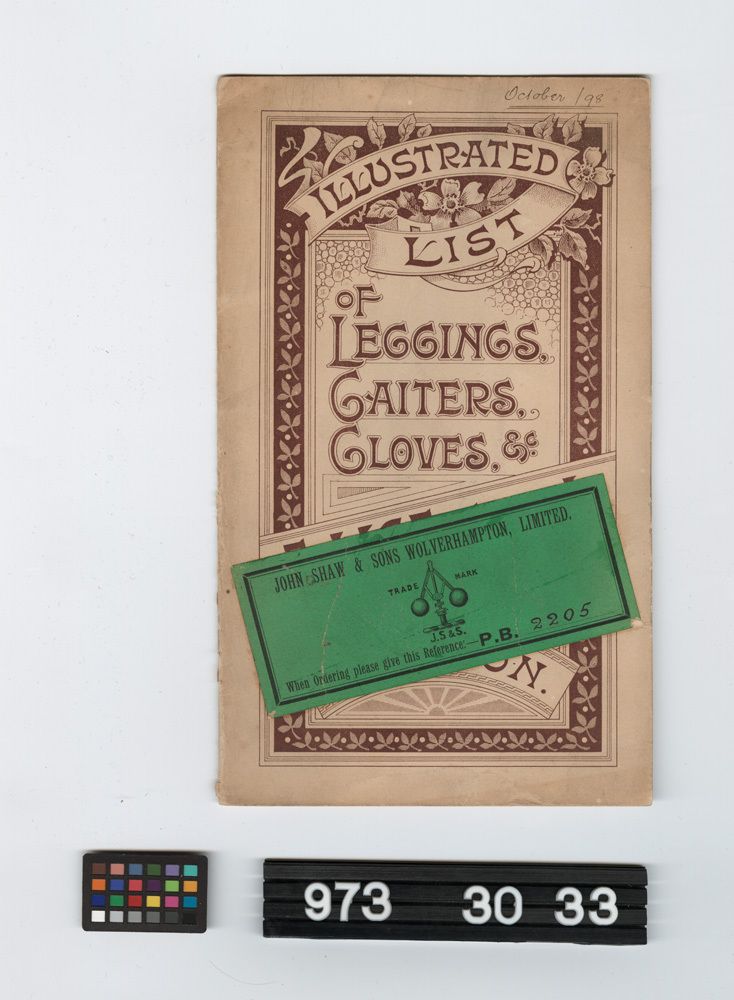 October /98
ILLUSTRATED
LIST
OF
LEGGINGS,
GAITERS,
GLOVES, &c
JOHN SHAW & SONS WOLVERHAMPTON, LIMITED.
TRADE MARK
J.S&S.
When Ordering please give this Reference:—P.B. 2205
ON.
973 30 33